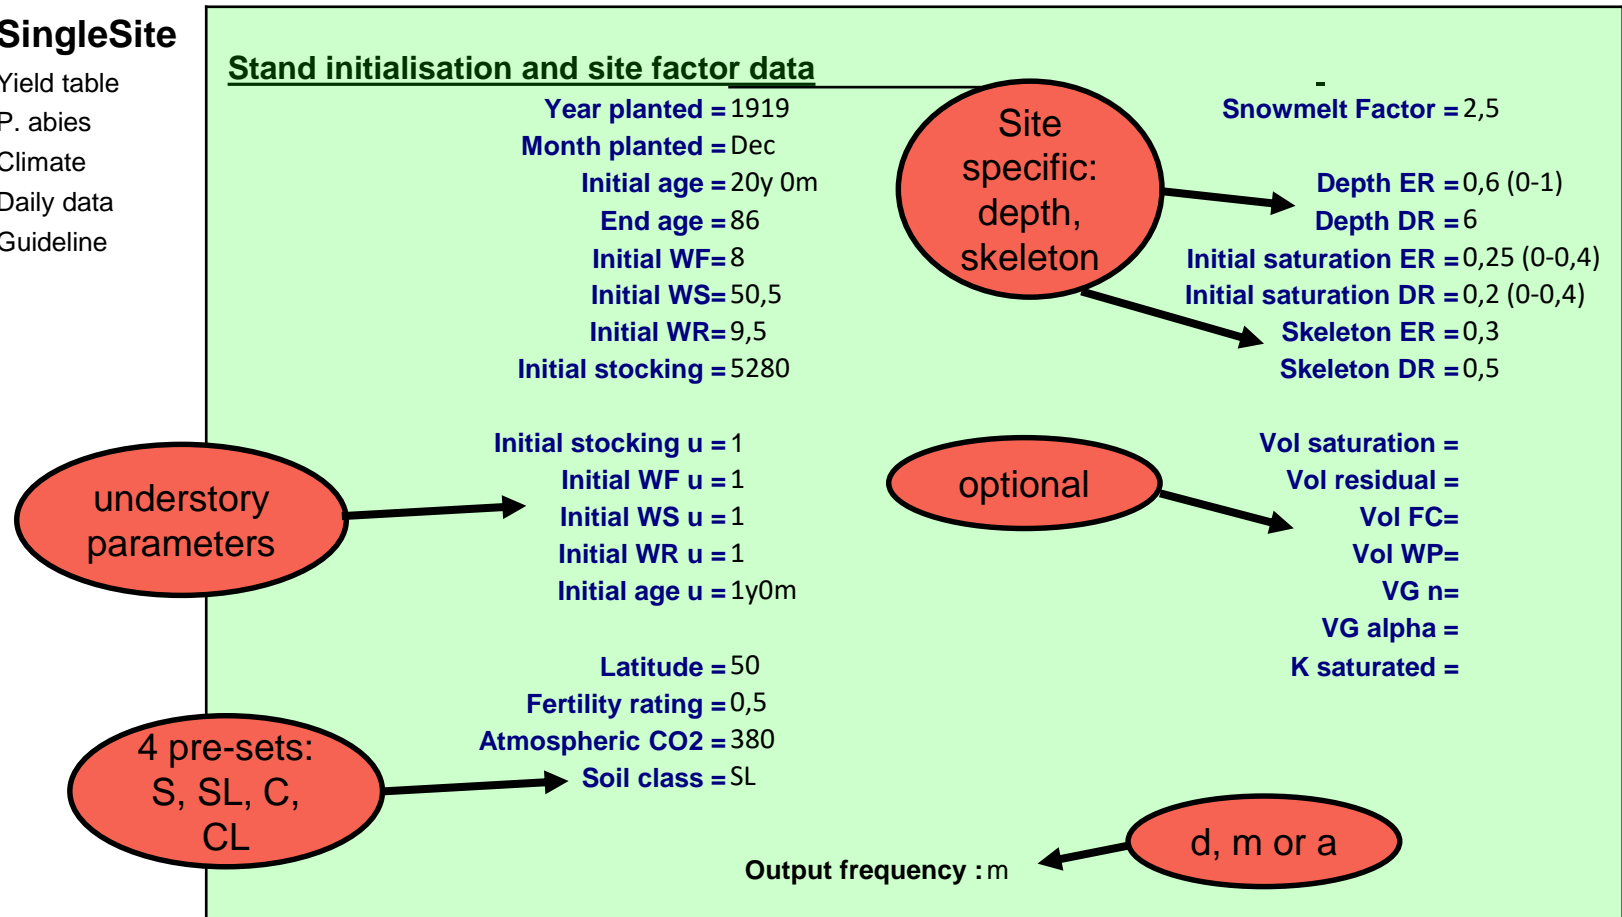 SingleSite
Yield table
P. abies
Climate
Daily data
Guideline
Stand initialisation and site factor data
Year planted = 1919
Month planted = Dec
Initial age = 20y 0m
End age = 86
Initial WF= 8
Initial WS= 50,5
Initial WR= 9,5
Initial stocking = 5280
Initial stocking u = 1
Initial WF u = 1
Initial WS u = 1
Initial WR u = 1
Initial age u = 1y0m
Latitude = 50
Fertility rating = 0,5
Atmospheric CO2 = 380
Soil class = SL
understory
parameters
4 pre-sets:
S, SL, C,
CL
Site
specific:
depth,
skeleton
Snowmelt Factor = 2,5
Depth ER = 0,6 (0-1)
Depth DR = 6
Initial saturation ER = 0,25 (0-0,4)
Initial saturation DR = 0,2 (0-0,4)
Skeleton ER = 0,3
Skeleton DR = 0,5
optional
Vol saturation =
Vol residual =
Vol FC=
Vol WP=
VG n=
VG alpha =
K saturated =
Output frequency : m
d, m or a